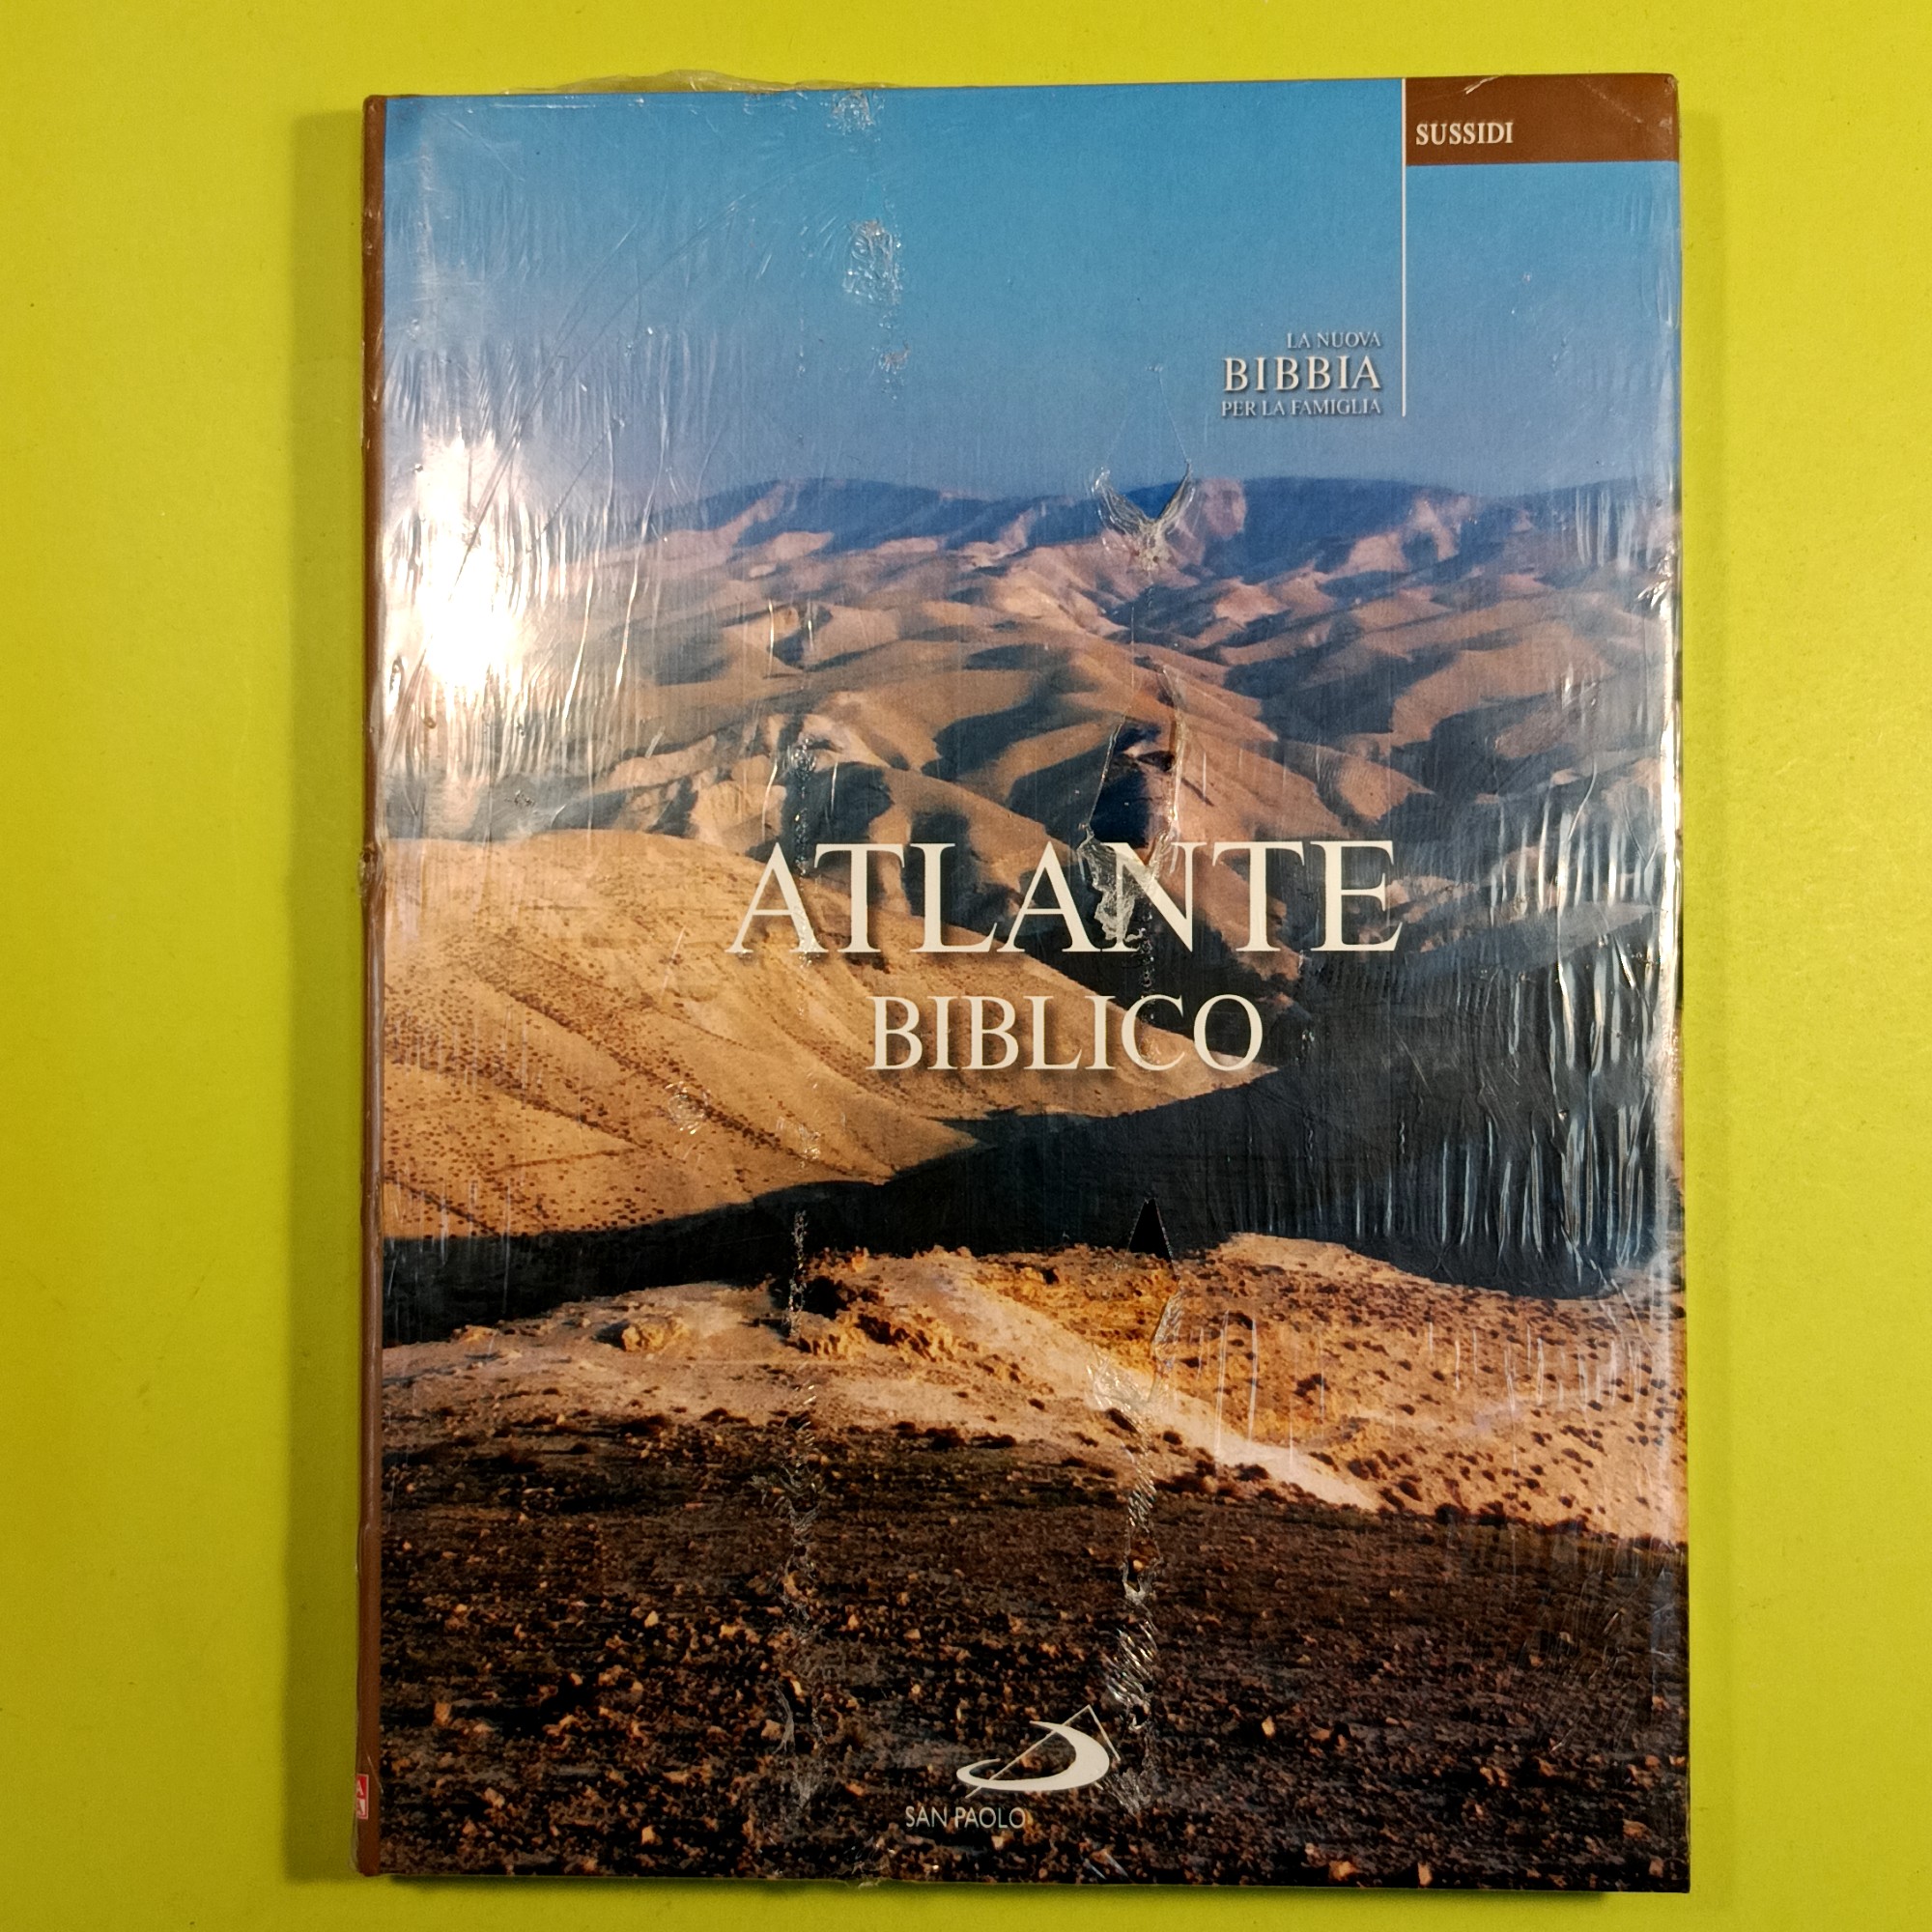 SUSSIDI
LA NUOVA
BIBBIA
PER LA FAMIGLIA
ATLANTE
BIBLICO
SAN PAOLO